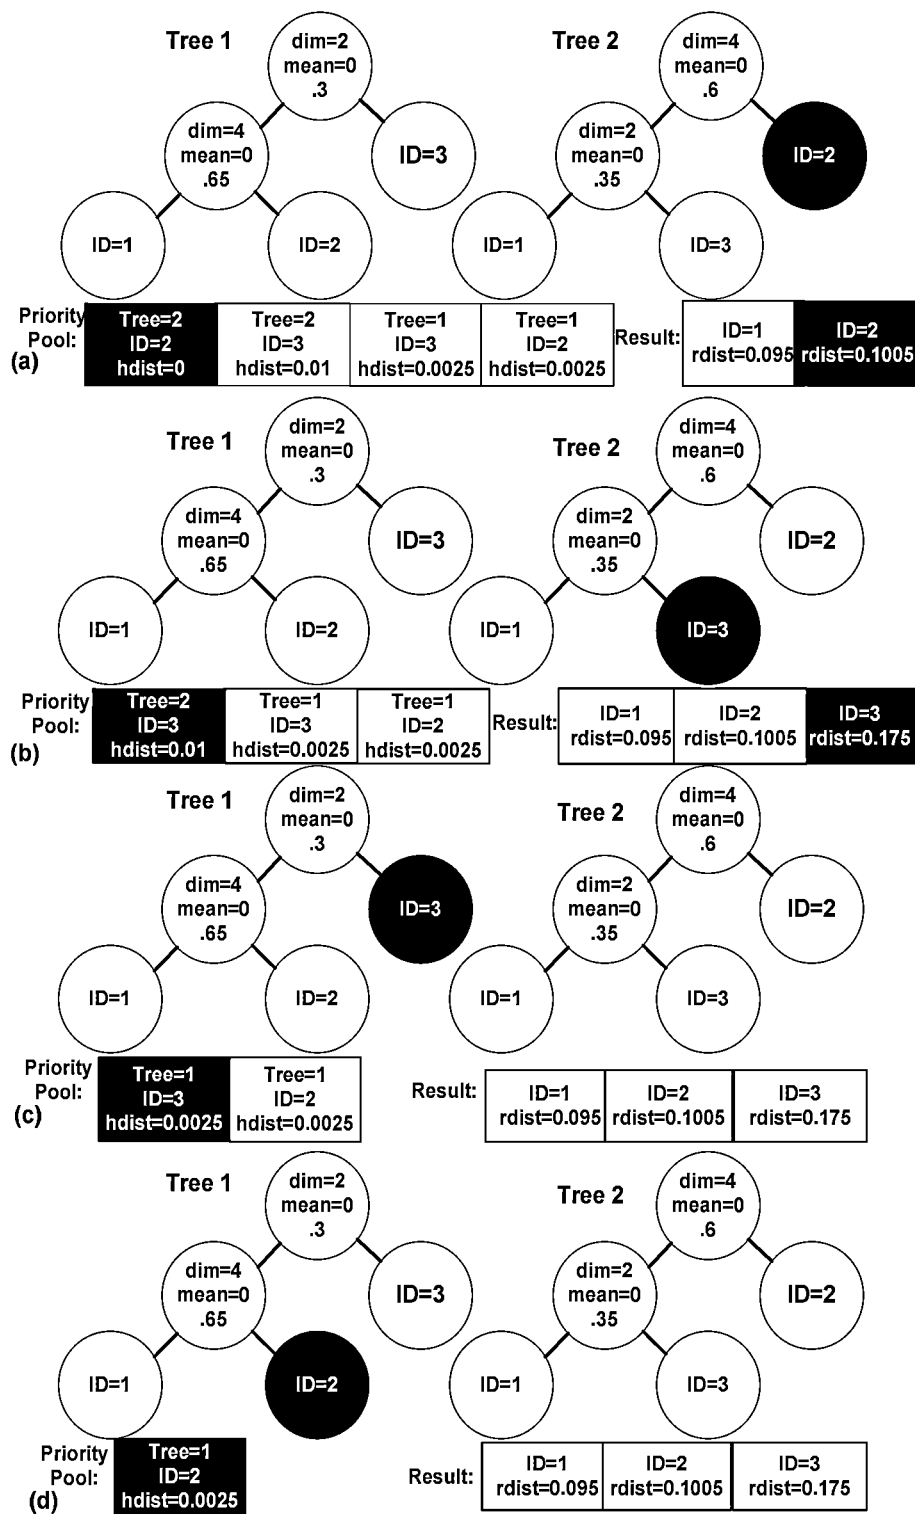 Tree 1
dim=2
mean=0
.3
Tree 2
dim=4
mean=0
.6
dim=4
mean=0
.65
ID=3
dim=2
mean=0
.35
ID=2
ID=1
ID=2
ID=1
ID=3
Priority
Pool:
(a)
Tree=2
ID=2
hdist=0
Tree=2
ID=3
hdist=0.01
Tree=1
ID=3
hdist=0.0025
Tree=1
ID=2
hdist=0.0025
Result:
ID=1
rdist=0.095
ID=2
rdist=0.1005
Tree 1
dim=2
mean=0
.3
Tree 2
dim=4
mean=0
.6
dim=4
mean=0
.65
ID=3
dim=2
mean=0
.35
ID=2
ID=1
ID=2
ID=1
ID=3
Priority
Pool:
(b)
Tree=2
ID=3
hdist=0.01
Tree=1
ID=3
hdist=0.0025
Tree=1
ID=2
hdist=0.0025
Result:
ID=1
rdist=0.095
ID=2
rdist=0.1005
ID=3
rdist=0.175
Tree 1
dim=2
mean=0
.3
Tree 2
dim=4
mean=0
.6
dim=4
mean=0
.65
ID=3
dim=2
mean=0
.35
ID=2
ID=1
ID=2
ID=1
ID=3
Priority
Pool:
(c)
Tree=1
ID=3
hdist=0.0025
Tree=1
ID=2
hdist=0.0025
Result:
ID=1
rdist=0.095
ID=2
rdist=0.1005
ID=3
rdist=0.175
Tree 1
dim=2
mean=0
.3
Tree 2
dim=4
mean=0
.6
dim=4
mean=0
.65
ID=3
dim=2
mean=0
.35
ID=2
ID=1
ID=2
ID=1
ID=3
Priority
Pool:
(d)
Tree=1
ID=2
hdist=0.0025
Result:
ID=1
rdist=0.095
ID=2
rdist=0.1005
ID=3
rdist=0.175